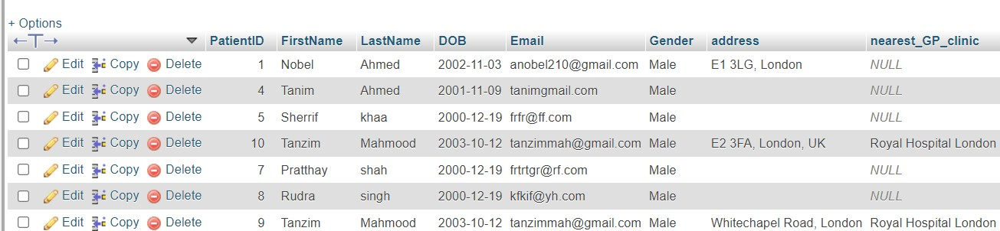 + Options
←T→ PatientID FirstName LastName DOB Email Gender address nearest_GP_clinic
Edit Copy Delete 1 Nobel Ahmed 2002-11-03 anobel210@gmail.com Male E1 3LG, London NULL
Edit Copy Delete 4 Tanim Ahmed 2001-11-09 tanimgmail.com Male NULL
Edit Copy Delete 5 Sherrif khaa 2000-12-19 frfr@ff.com Male NULL
Edit Copy Delete 10 Tanzim Mahmood 2003-10-12 tanzimmah@gmail.com Male E2 3FA, London, UK Royal Hospital London
Edit Copy Delete 7 Pratthay shah 2000-12-19 frtrtgr@rf.com Male NULL
Edit Copy Delete 8 Rudra singh 2000-12-19 kfkif@yh.com Male NULL
Edit Copy Delete 9 Tanzim Mahmood 2003-10-12 tanzimmah@gmail.com Male Whitechapel Road, London Royal Hospital London